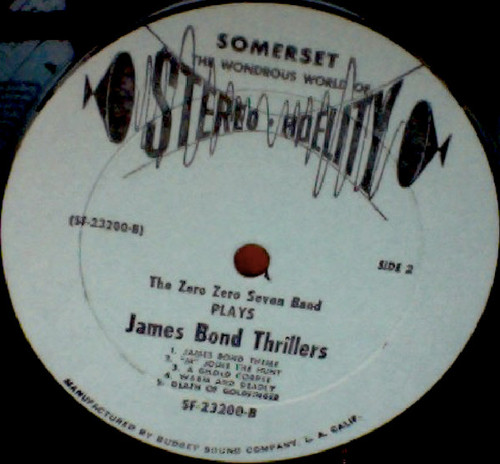 SOMERSET
THE WONDROUS WORLD OF
STEREO - FIDELITY
(SF-23200-B)
SIDE 2
The Zero Zero Seven Band
PLAYS
James Bond Thrillers
1. JAMES BOND THEME
2. "M" JOINS THE HUNT
3. A GILDED CORPSE
4. WARM AND DEADLY
5. DEATH OF GOLDFINGER
SF-23200-B
MANUFACTURED BY BUDGET SOUND COMPANY, L. A. CALIF.